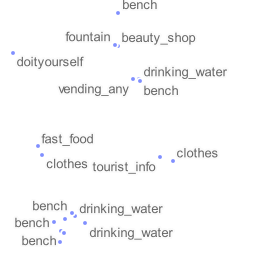 bench
fountain beauty_shop
doityourself
drinking_water
vending_any bench
fast_food
clothes
clothes tourist_info
bench drinking_water
bench
drinking_water
bench